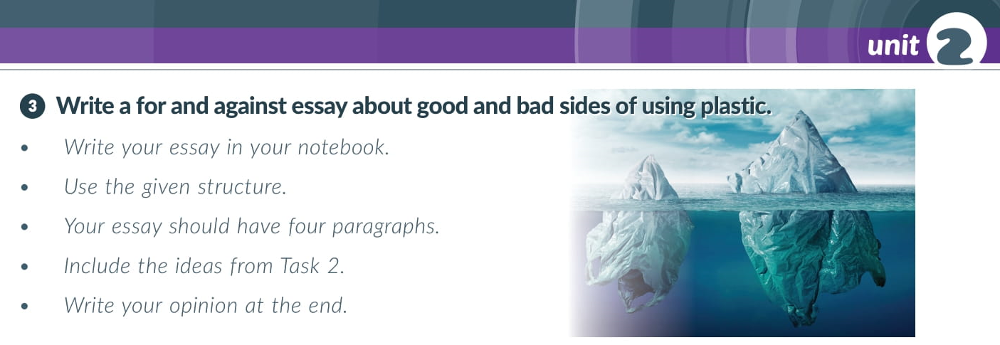 unit 2
3 Write a for and against essay about good and bad sides of using plastic.
• Write your essay in your notebook.
• Use the given structure.
• Your essay should have four paragraphs.
• Include the ideas from Task 2.
• Write your opinion at the end.